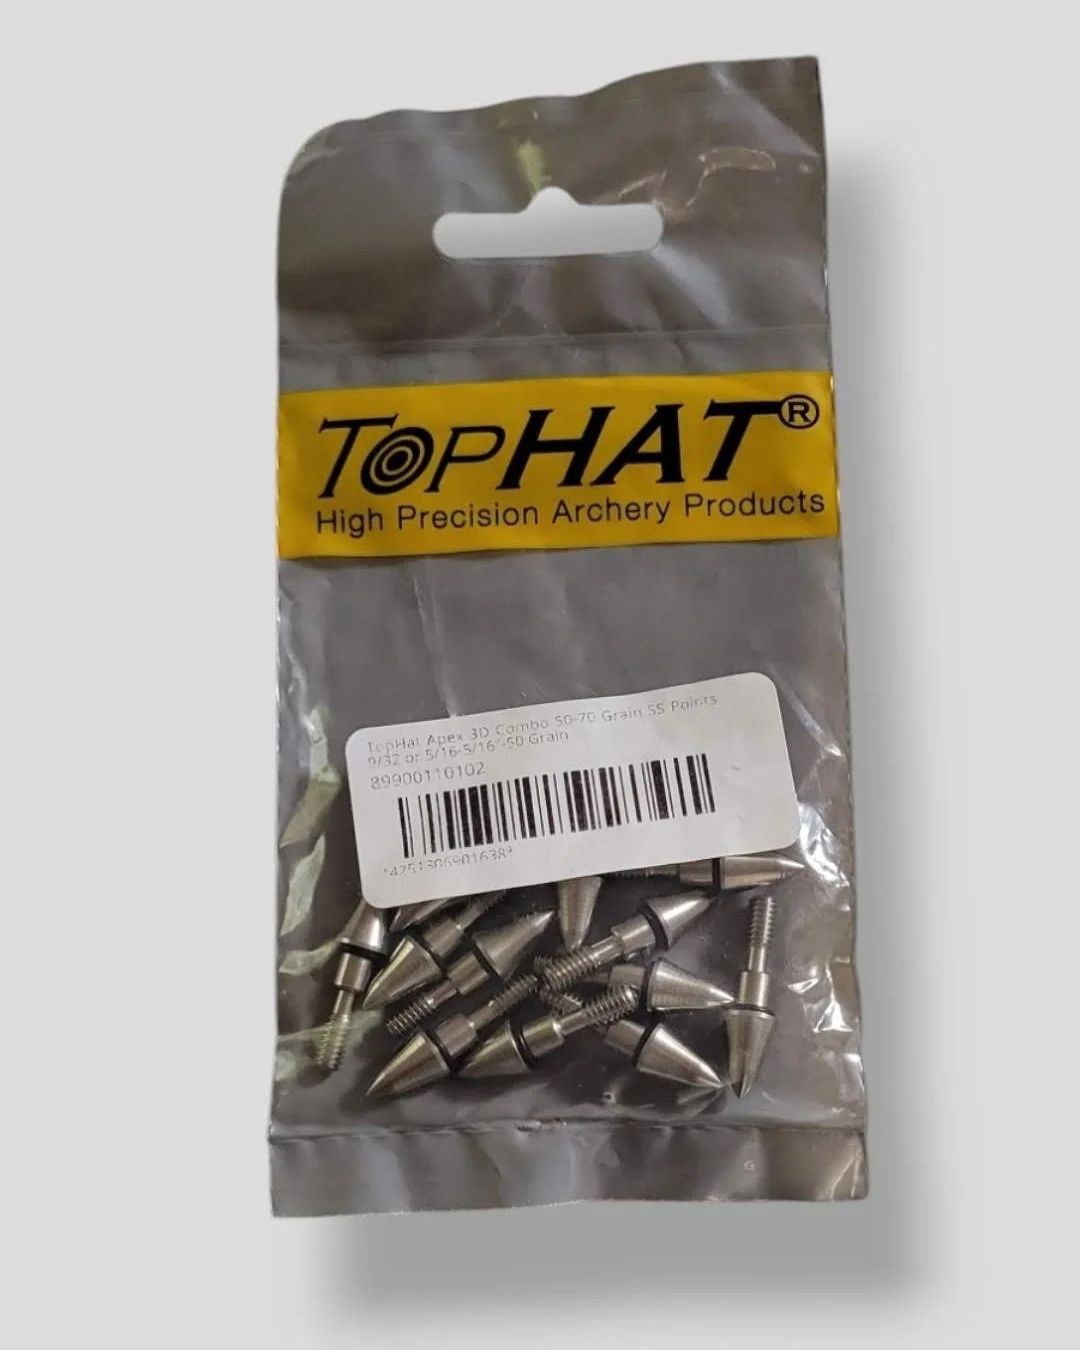 TopHAT®
High Precision Archery Products
TopHat Apex 3D Combo 50-70 Grain SS Points
9/32 or 5/16-5/16"-50 Grain
89900110102
*4251306901638*